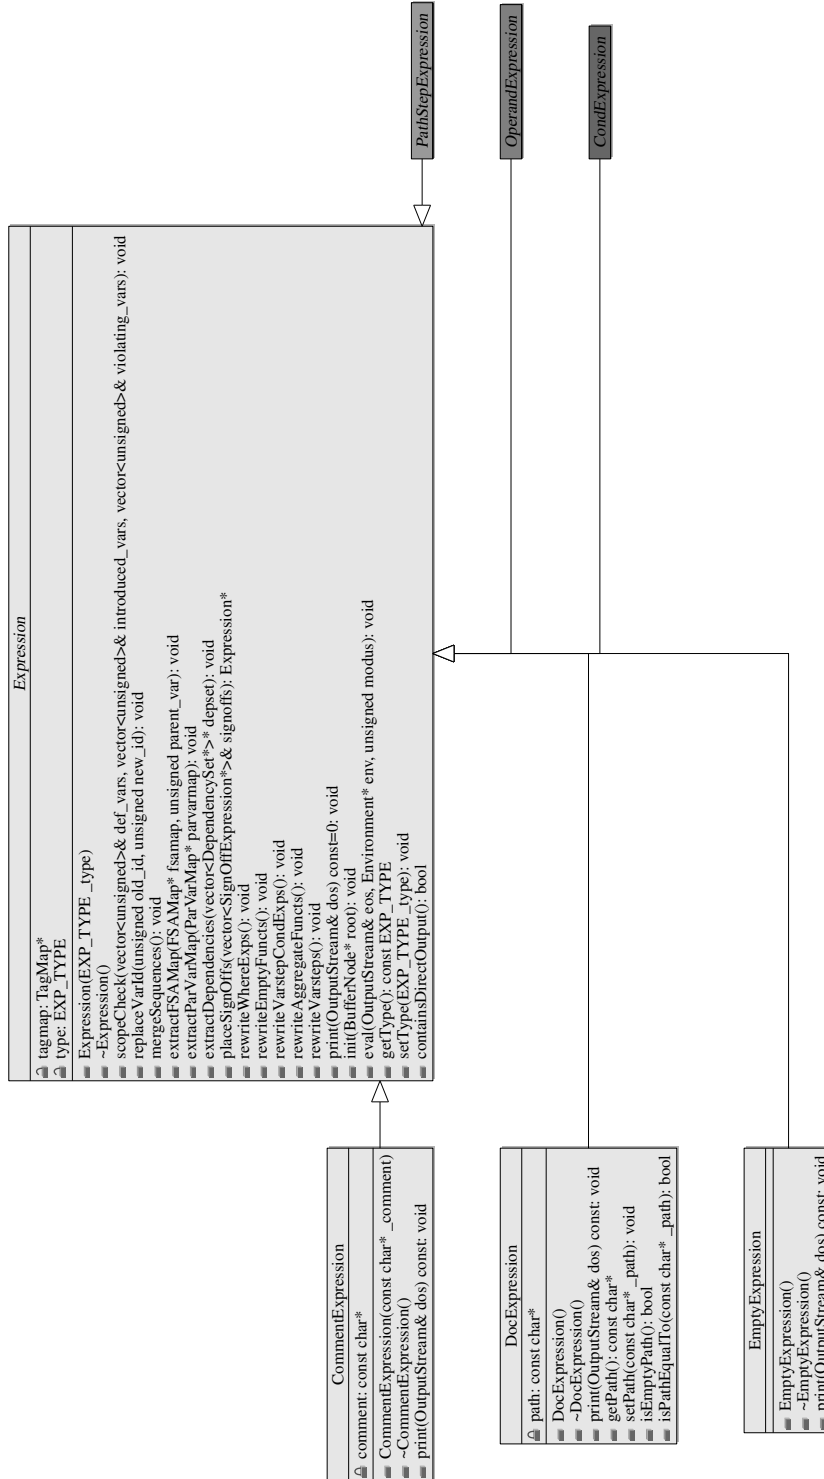 PathStepExpression
OperandExpression
CondExpression
Expression
tagmap: TagMap*
type: EXP_TYPE
Expression(EXP_TYPE _type)
~Expression()
scopeCheck(vector<unsigned>& def_vars, vector<unsigned>& introduced_vars, vector<unsigned>& violating_vars): void
replaceVarId(unsigned old_id, unsigned new_id): void
mergeSequences(): void
extractFSAMap(FSAMap* fsamap, unsigned parent_var): void
extractParVarMap(ParVarMap* parvarmap): void
extractDependencies(vector<DependencySet*>* depset): void
placeSignOffs(vector<SignOffExpression*>& signoffs): Expression*
rewriteWhereExps(): void
rewriteEmptyFuncts(): void
rewriteVarstepCondExps(): void
rewriteAggregateFuncts(): void
rewriteVarsteps(): void
print(OutputStream& dos) const=0: void
init(BufferNode* root): void
eval(OutputStream& eos, Environment* env, unsigned modus): void
getType(): const EXP_TYPE
setType(EXP_TYPE _type): void
containsDirectOutput(): bool
CommentExpression
comment: const char*
CommentExpression(const char* _comment)
~CommentExpression()
print(OutputStream& dos) const: void
DocExpression
path: const char*
DocExpression()
~DocExpression()
print(OutputStream& dos) const: void
getPath(): const char*
setPath(const char* _path): void
isEmptyPath(): bool
isPathEqualTo(const char* _path): bool
EmptyExpression
EmptyExpression()
~EmptyExpression()
print(OutputStream& dos) const: void